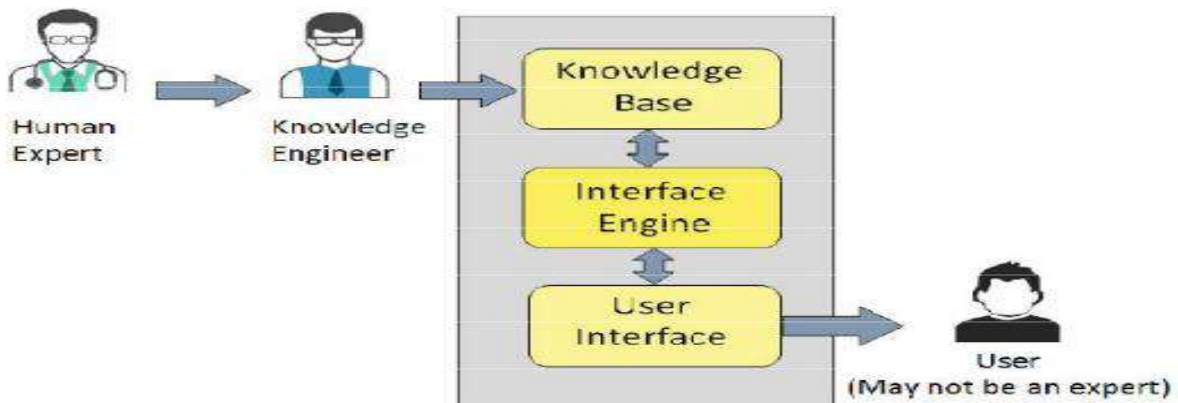 Human
Expert
Knowledge
Engineer
Knowledge
Base
Interface
Engine
User
Interface
User
(May not be an expert)